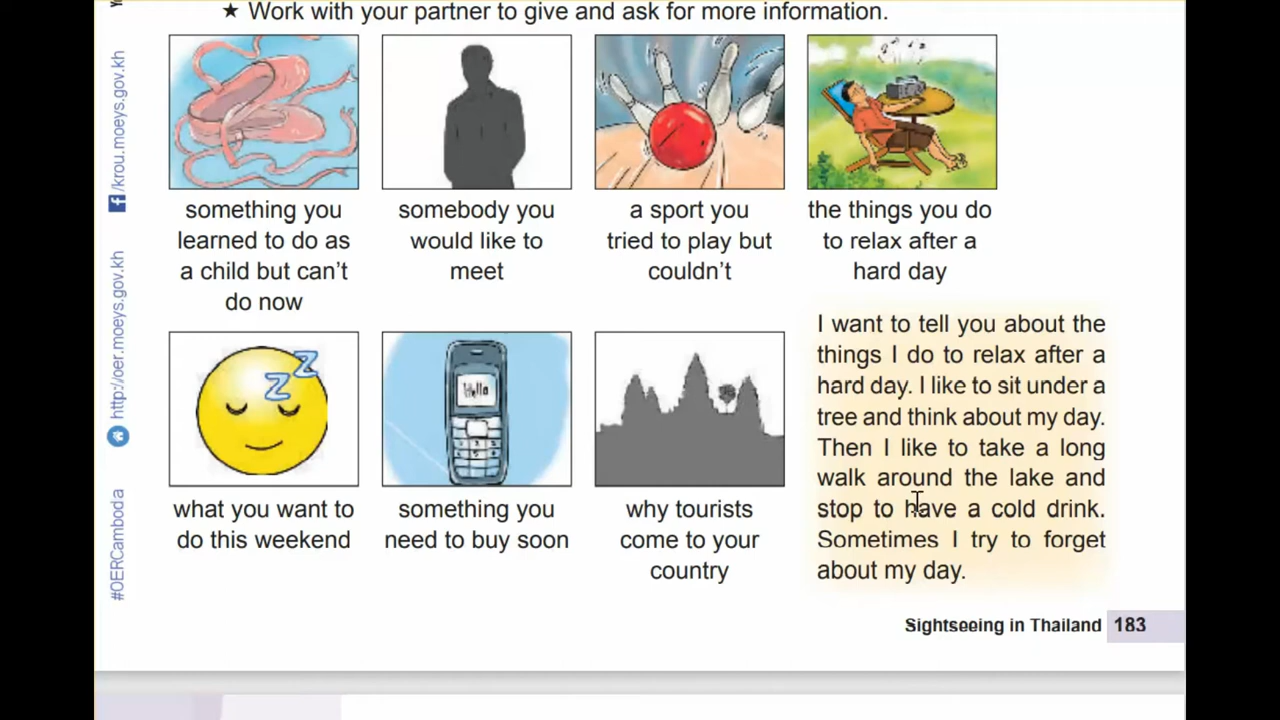 ★ Work with your partner to give and ask for more information.
/krou.moeys.gov.kh
http://oer.moeys.gov.kh
#OERCamboda
something you
learned to do as
a child but can't
do now
somebody you
would like to
meet
a sport you
tried to play but
couldn't
the things you do
to relax after a
hard day
Z
Z
what you want to
do this weekend
Hello
something you
need to buy soon
why tourists
come to your
country
I want to tell you about the
things I do to relax after a
hard day. I like to sit under a
tree and think about my day.
Then I like to take a long
walk around the lake and
stop to have a cold drink.
Sometimes I try to forget
about my day.
Sightseeing in Thailand 183